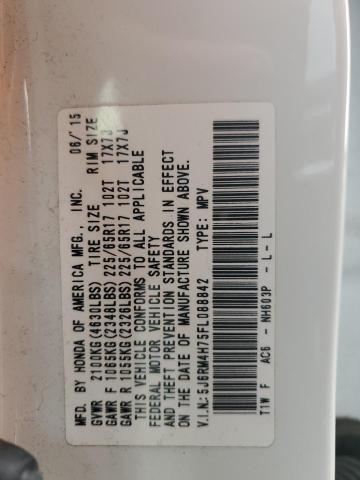 MFD. BY HONDA OF AMERICA MFG., INC. 06/'15
GVWR 2100KG(4630LBS) TIRE SIZE RIM SIZE
GAWR F 1065KG(2348LBS) 225/65R17 102T 17X7J
GAWR R 1055KG(2326LBS) 225/65R17 102T 17X7J
THIS VEHICLE CONFORMS TO ALL APPLICABLE
FEDERAL MOTOR VEHICLE SAFETY
AND THEFT PREVENTION STANDARDS IN EFFECT
ON THE DATE OF MANUFACTURE SHOWN ABOVE.
V.I.N.: 5J6RM4H75FL088842 TYPE: MPV
T1W F AC6 - NH603P - L - L